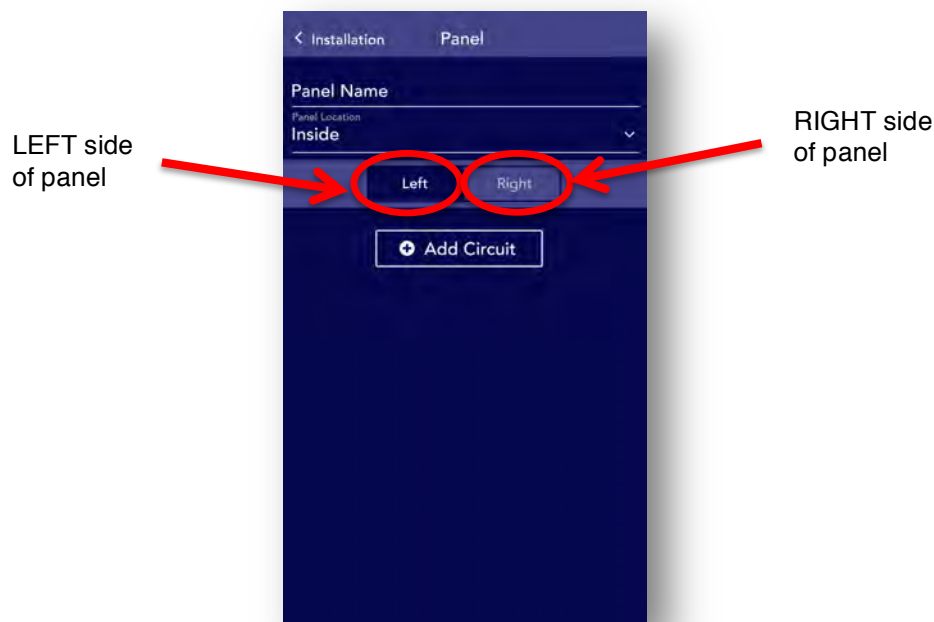 Installation Panel
Panel Name
Panel Location
Inside
LEFT side
of panel
RIGHT side
of panel
Left Right
Add Circuit